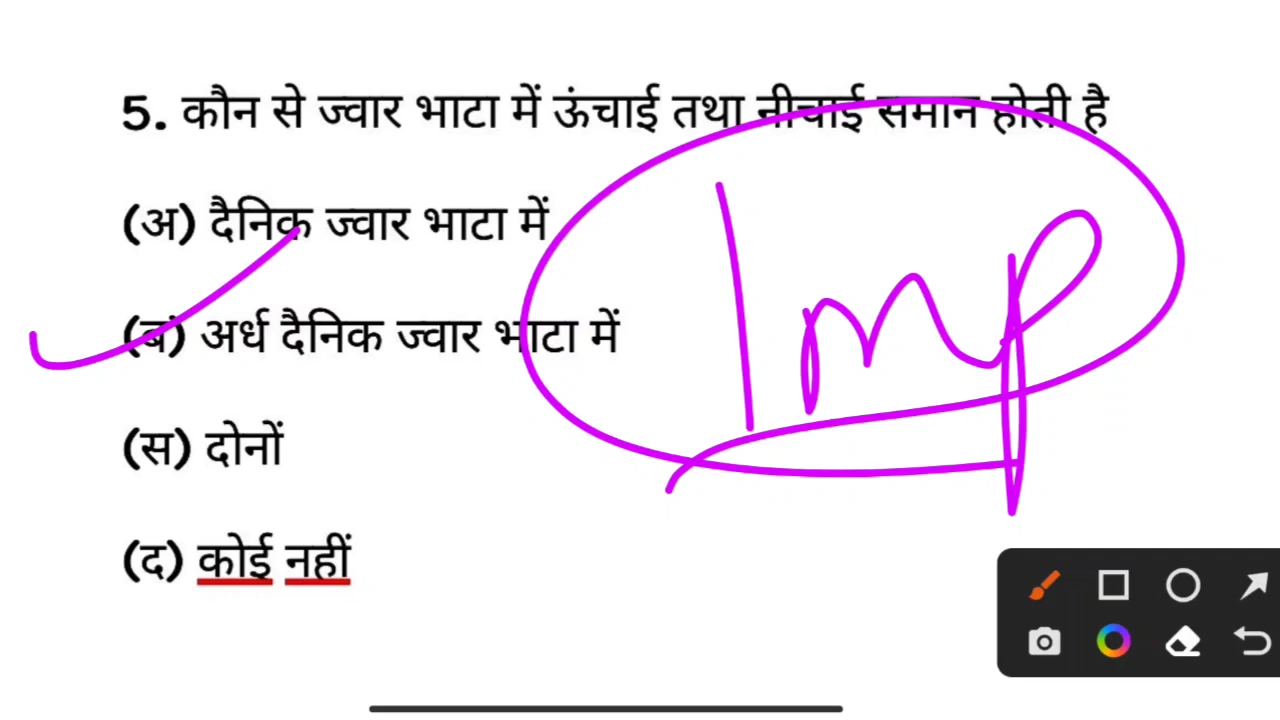 5. कौन से ज्वार भाटा में ऊंचाई तथा नीचाई समान होती है
(अ) दैनिक ज्वार भाटा में
(ब) अर्ध दैनिक ज्वार भाटा में
(स) दोनों
(द) कोई नहीं
Imp